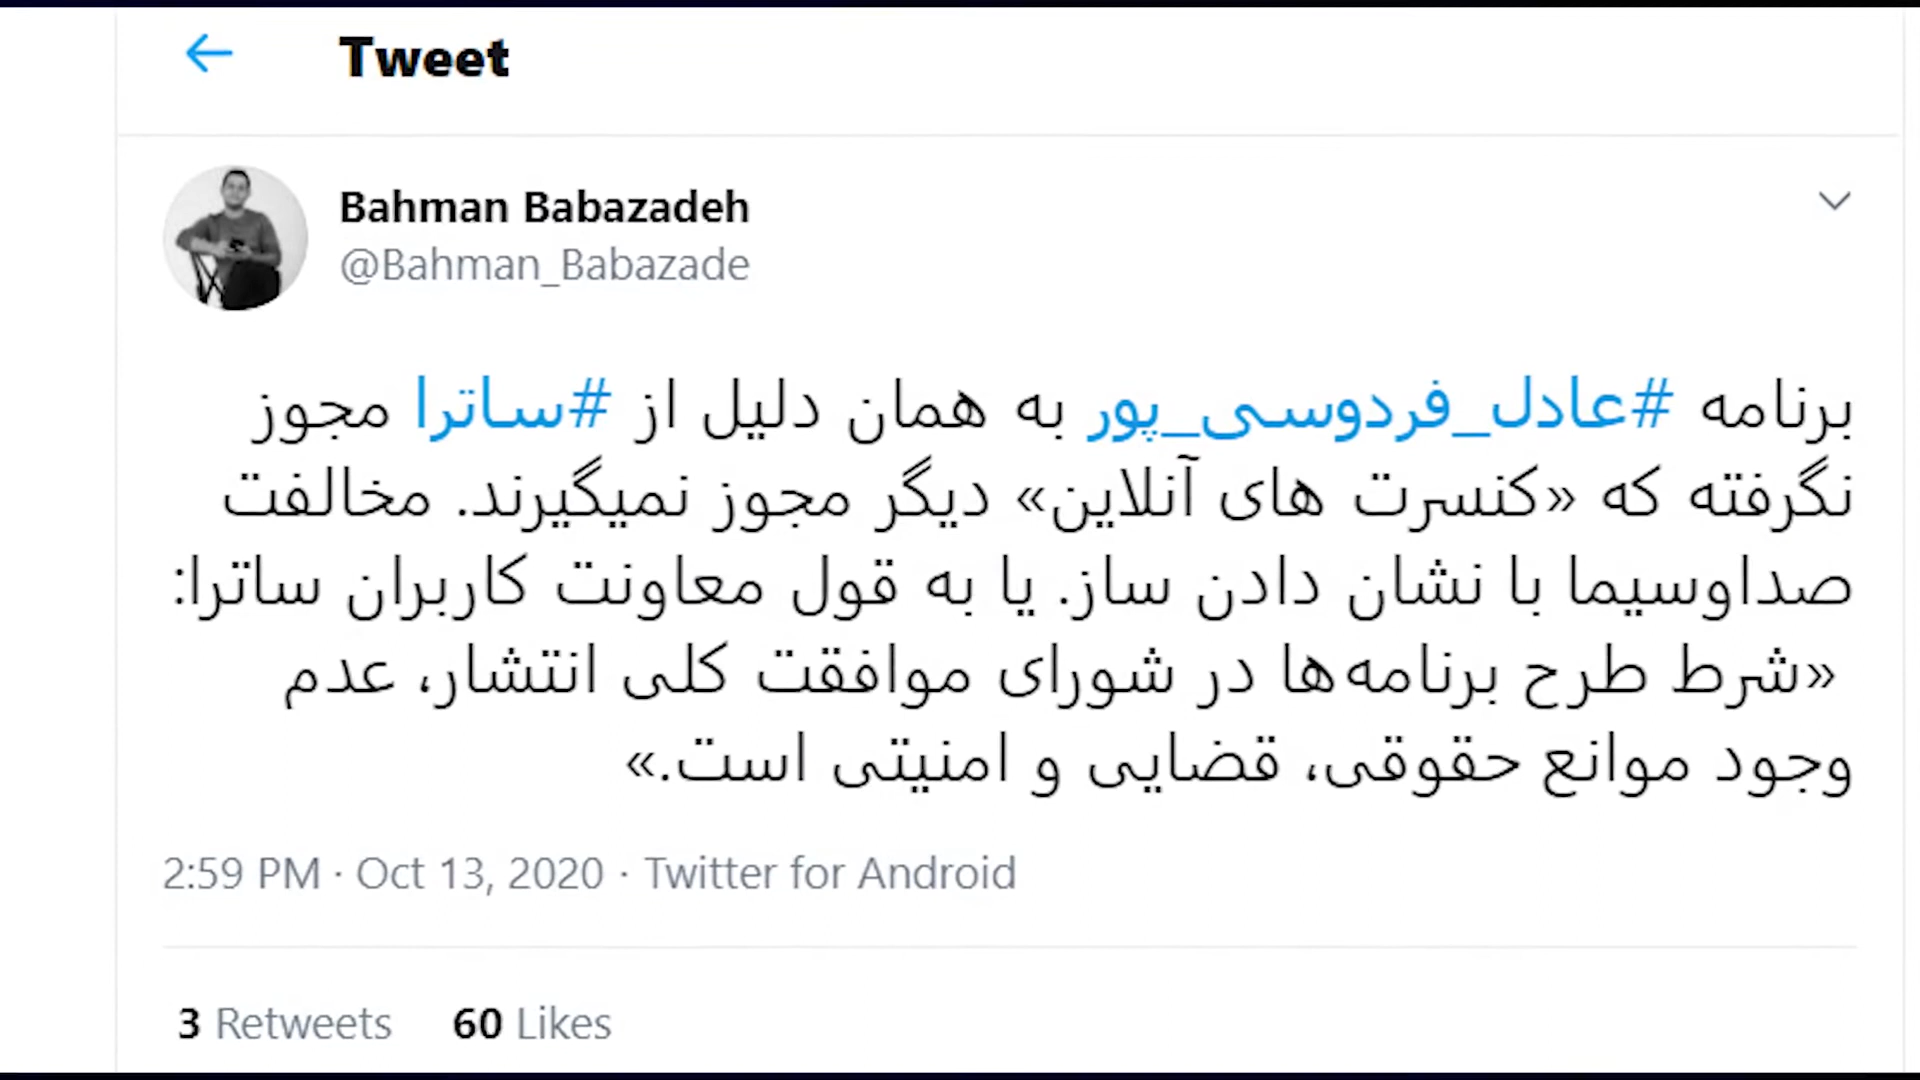 Tweet
Bahman Babazadeh
@Bahman_Babazade
برنامه #عادل_فردوسی_پور به همان دلیل از #ساترا مجوز
نگرفته که «کنسرت های آنلاین» دیگر مجوز نمیگیرند. مخالفت
صداوسیما با نشان دادن ساز. یا به قول معاونت کاربران ساترا:
«شرط طرح برنامه‌ها در شورای موافقت کلی انتشار، عدم
وجود موانع حقوقی، قضایی و امنیتی است.»
2:59 PM · Oct 13, 2020 · Twitter for Android
3 Retweets 60 Likes